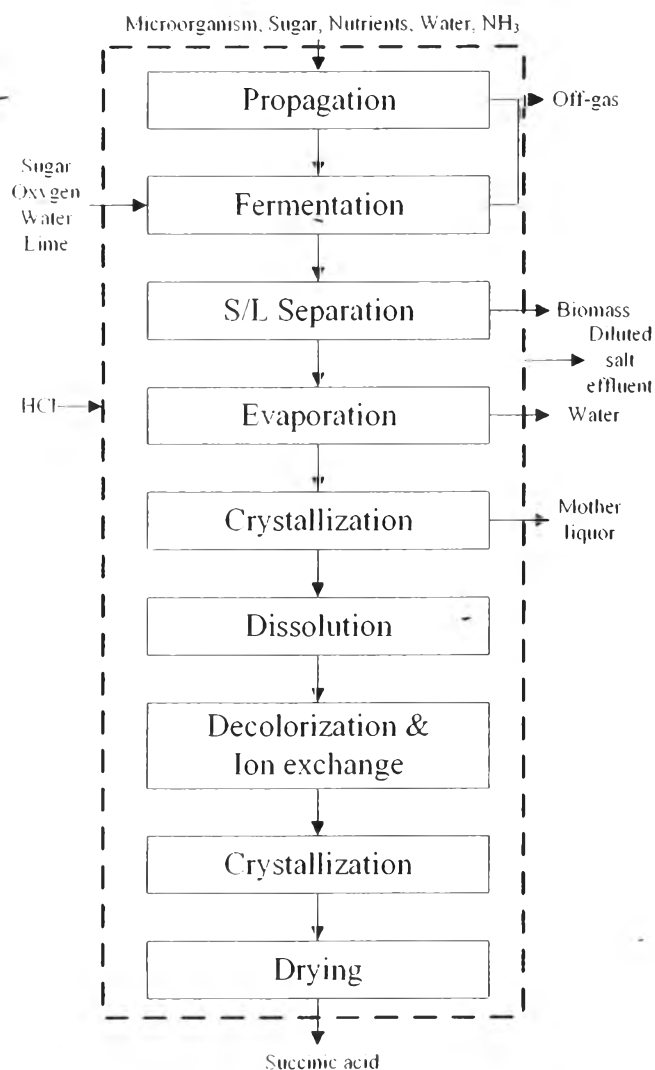 Microorganism, Sugar, Nutrients, Water, NH₃
Propagation
Off-gas
Sugar
Oxygen
Water
Lime
Fermentation
S/L Separation
Biomass
Diluted
salt
effluent
HCl
Evaporation
Water
Crystallization
Mother
liquor
Dissolution
Decolorization &
Ion exchange
Crystallization
Drying
Succinic acid